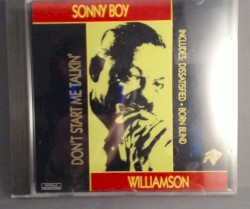 SONNY BOY
DON'T START ME TALKIN'
INCLUDES: DISSATISFIED • BORN BLIND
WILLIAMSON